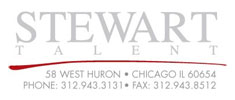 STEWART
TALENT
58 WEST HURON • CHICAGO IL 60654
PHONE: 312.943.3131• FAX: 312.943.8512